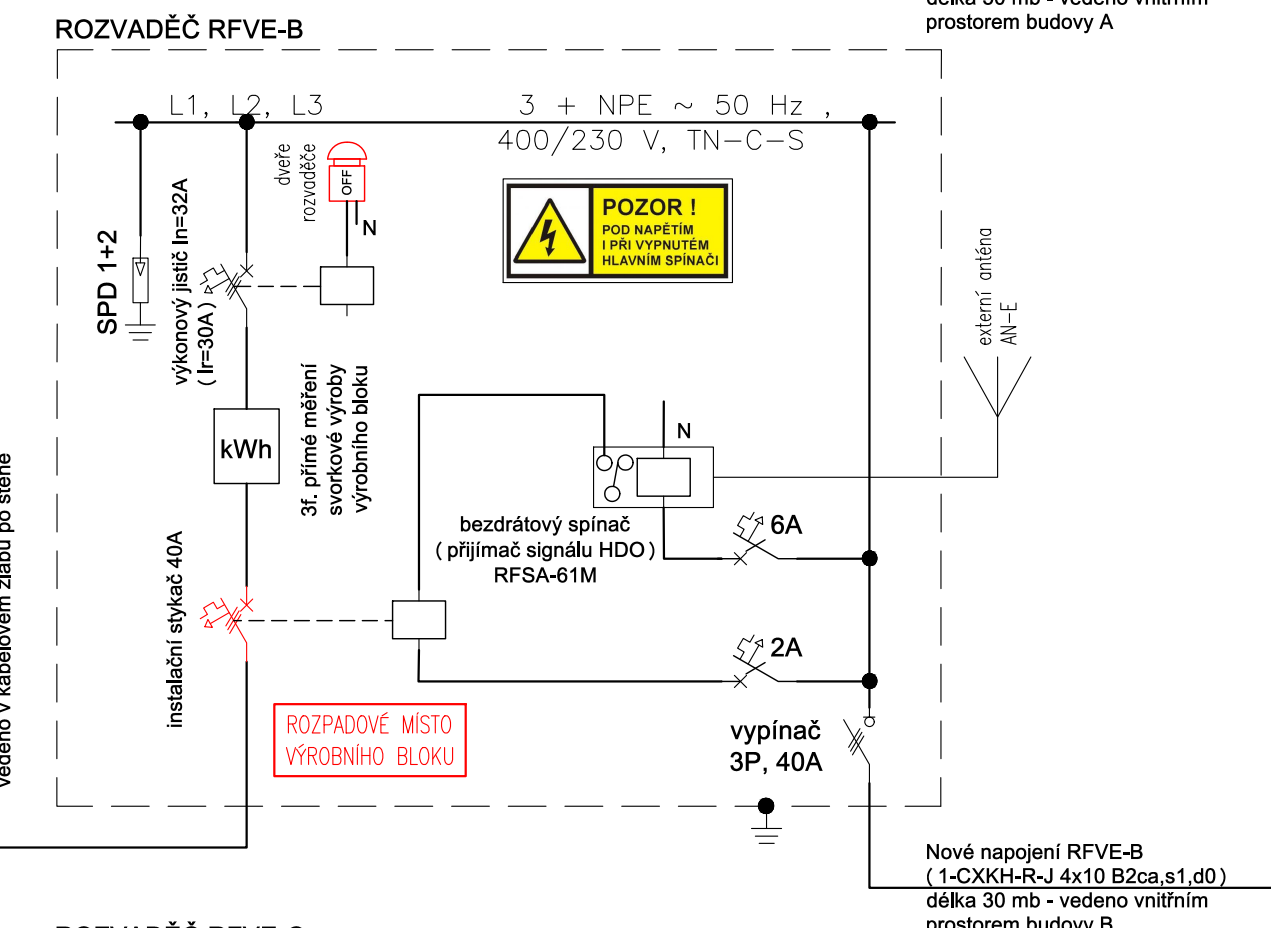 délka 30 mb - vedeno vnitřním
prostorem budovy A
ROZVADĚČ RFVE-B
L1, L2, L3
3 + NPE ~ 50 Hz ,
400/230 V, TN-C-S
dveře
rozvaděče
OFF
N
POZOR !
POD NAPĚTÍM
I PŘI VYPNUTÉM
HLAVNÍM SPÍNAČI
SPD 1+2
výkonový jistič In=32A
( Ir=30A )
externí anténa
AN-E
kWh
3f. přímé měření
svorkové výroby
výrobního bloku
N
bezdrátový spínač
( přijímač signálu HDO )
RFSA-61M
6A
vedeno v kabelovém žlabu po stěně
instalační stykač 40A
2A
ROZPADOVÉ MÍSTO
VÝROBNÍHO BLOKU
vypínač
3P, 40A
Nové napojení RFVE-B
( 1-CXKH-R-J 4x10 B2ca,s1,d0 )
délka 30 mb - vedeno vnitřním
prostorem budovy B